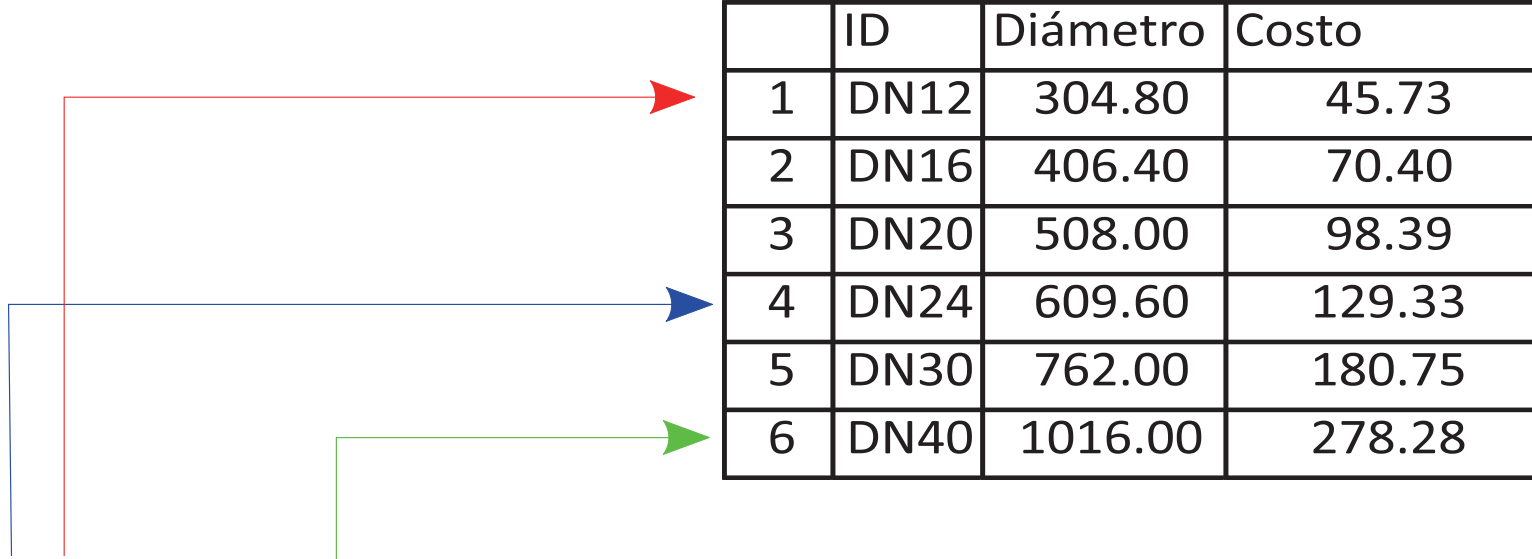 ID Diámetro Costo
1 DN12 304.80 45.73
2 DN16 406.40 70.40
3 DN20 508.00 98.39
4 DN24 609.60 129.33
5 DN30 762.00 180.75
6 DN40 1016.00 278.28